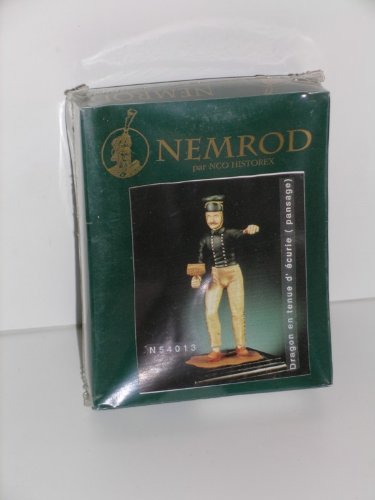 NEMROD
par NCO HISTOREX
N54013
Dragon en tenue d' écurie ( pansage)